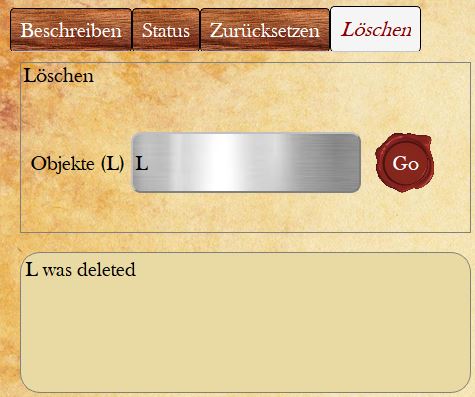 Beschreiben Status Zurücksetzen Löschen
Löschen
Objekte (L) L Go
L was deleted